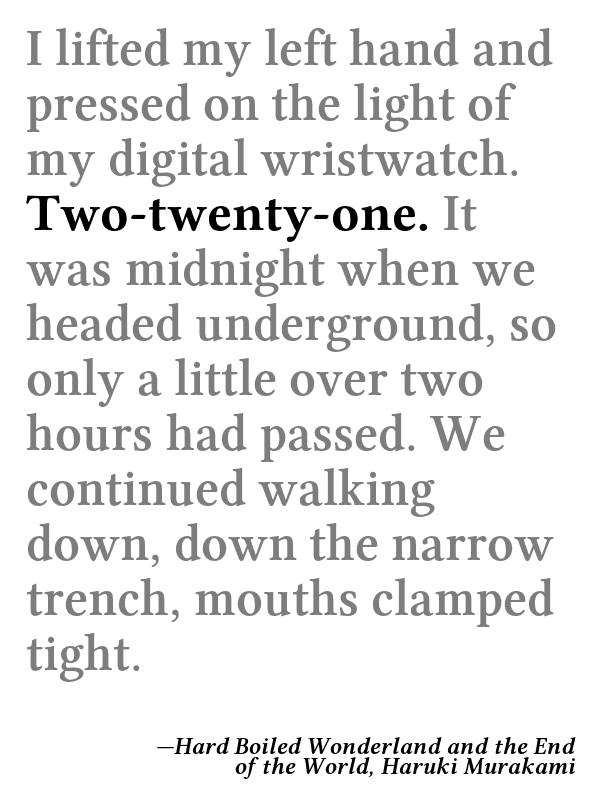 I lifted my left hand and
pressed on the light of
my digital wristwatch.
Two-twenty-one. It
was midnight when we
headed underground, so
only a little over two
hours had passed. We
continued walking
down, down the narrow
trench, mouths clamped
tight.
—Hard Boiled Wonderland and the End
of the World, Haruki Murakami